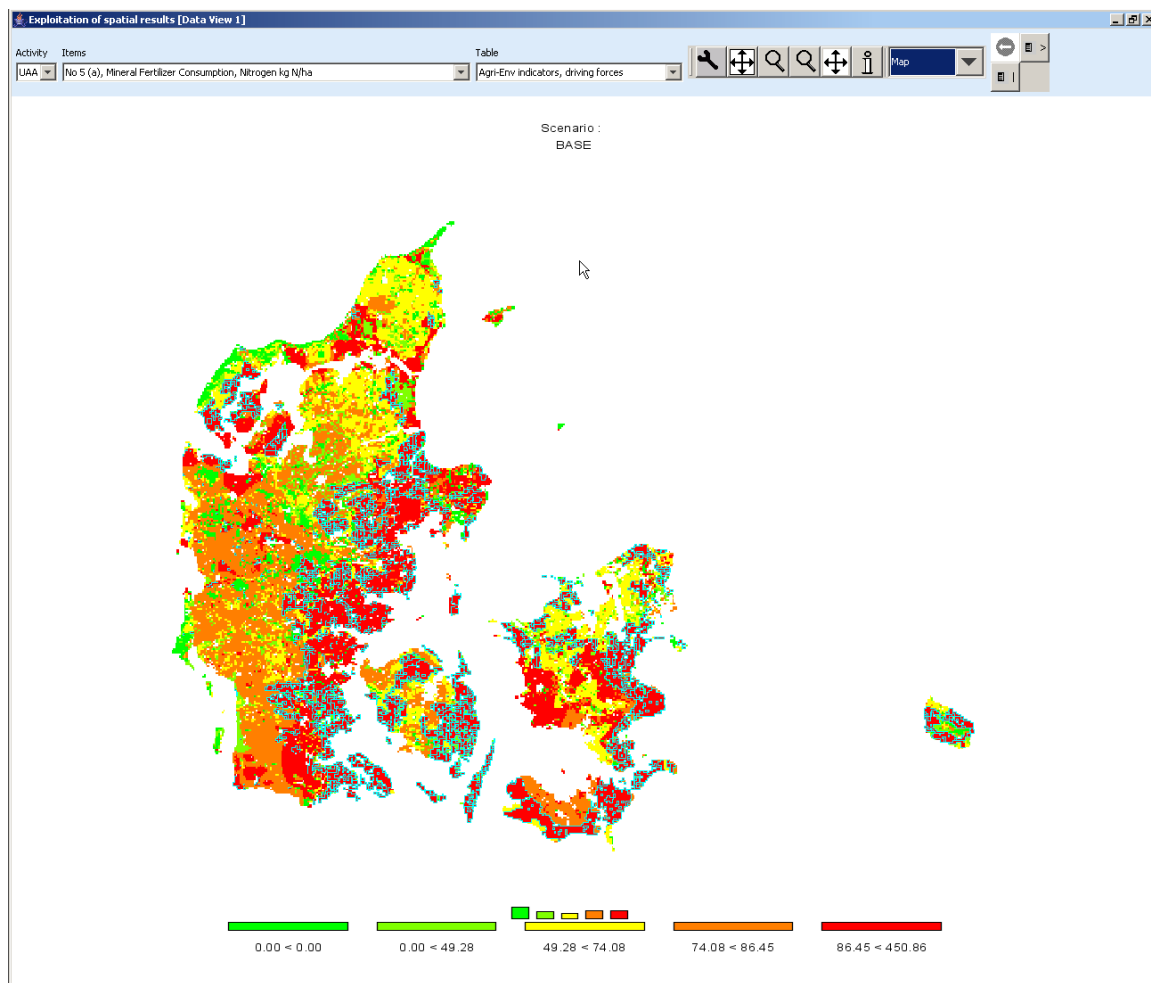 Exploitation of spatial results [Data View 1]
Activity Items Table
UAA No 5 (a), Mineral Fertilizer Consumption, Nitrogen kg N/ha Agri-Env indicators, driving forces Map
Scenario :
BASE
0.00 < 0.00 0.00 < 49.28 49.28 < 74.08 74.08 < 86.45 86.45 < 450.86